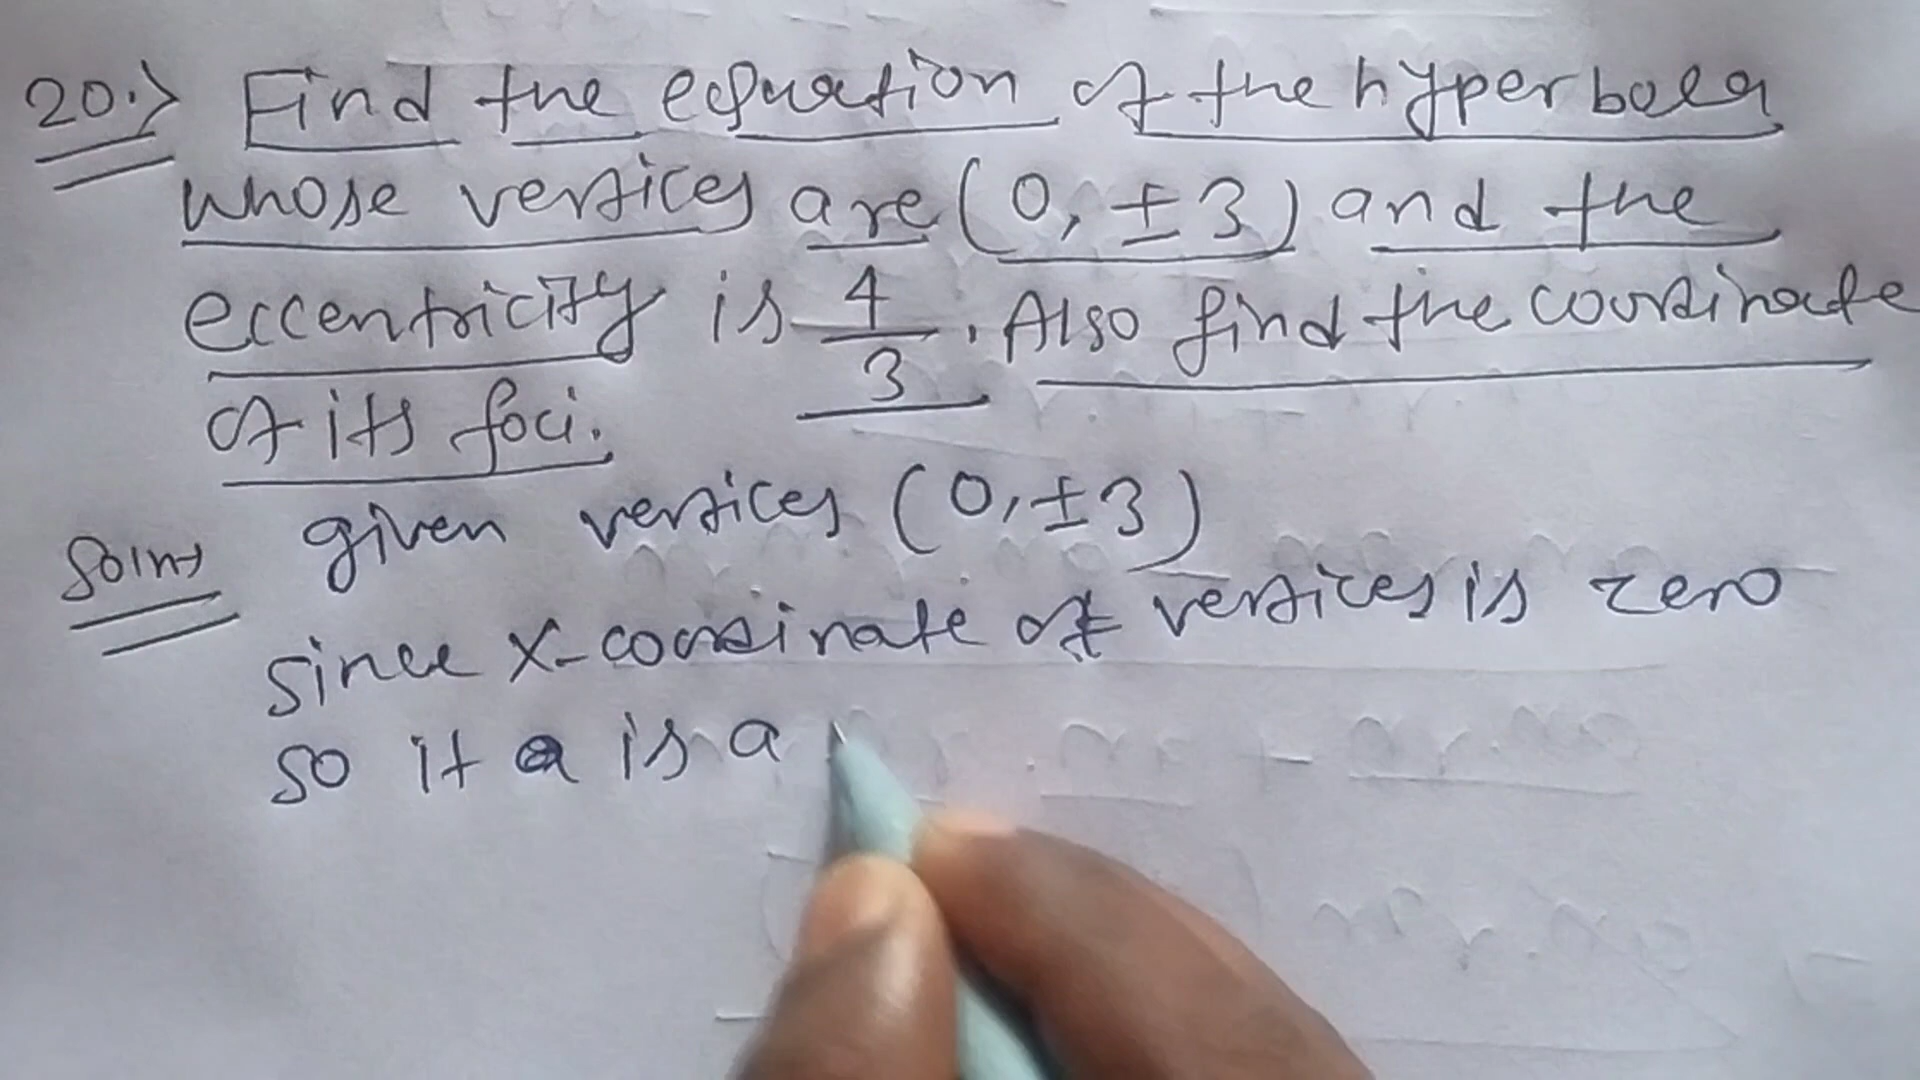 20.> Find the equation of the hyperbola
whose vertices are (0, ±3) and the
eccentricity is 4/3. Also find the coordinate
of its foci.
Soln> given vertices (0, ±3)
since x-coordinate of vertices is zero
so it is a